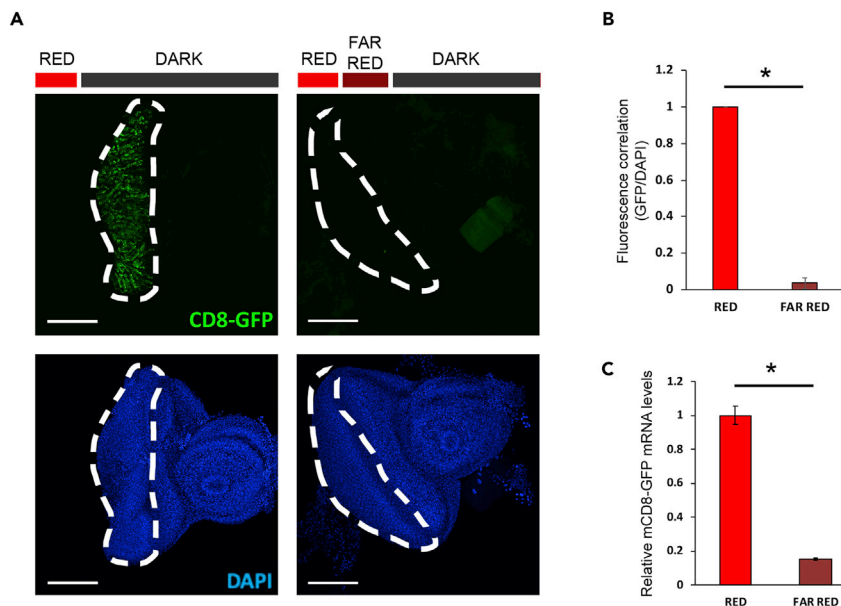 A
RED
DARK
RED
FAR
RED
DARK
CD8-GFP
DAPI
B
Fluorescence correlation
(GFP/DAPI)
1.2
1
0.8
0.6
0.4
0.2
0
*
RED
FAR RED
C
Relative mCD8-GFP mRNA levels
1.2
1
0.8
0.6
0.4
0.2
0
*
RED
FAR RED